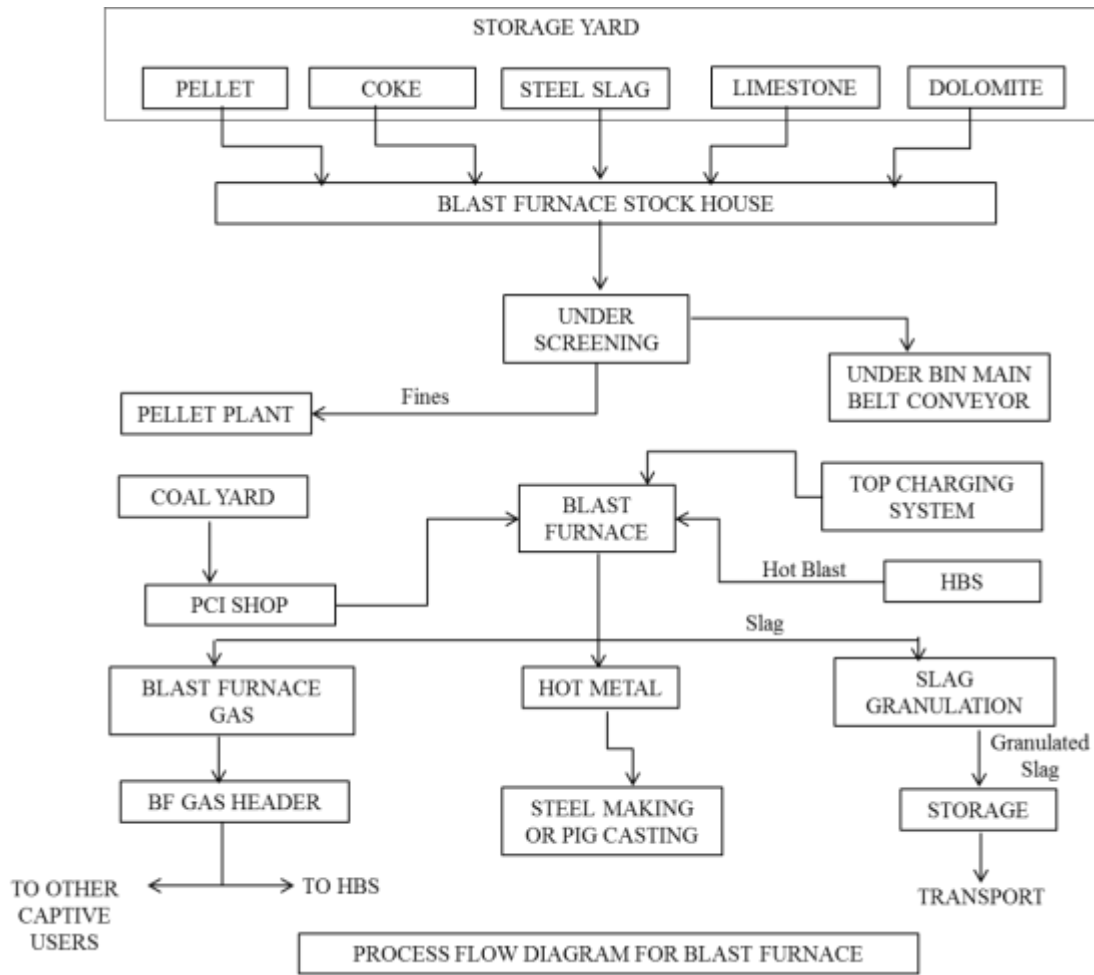 STORAGE YARD
PELLET
COKE
STEEL SLAG
LIMESTONE
DOLOMITE
BLAST FURNACE STOCK HOUSE
UNDER
SCREENING
UNDER BIN MAIN
BELT CONVEYOR
Fines
PELLET PLANT
COAL YARD
BLAST
FURNACE
TOP CHARGING
SYSTEM
Hot Blast
HBS
PCI SHOP
Slag
BLAST FURNACE
GAS
HOT METAL
SLAG
GRANULATION
Granulated
Slag
BF GAS HEADER
STEEL MAKING
OR PIG CASTING
STORAGE
TO OTHER
CAPTIVE
USERS
TO HBS
TRANSPORT
PROCESS FLOW DIAGRAM FOR BLAST FURNACE